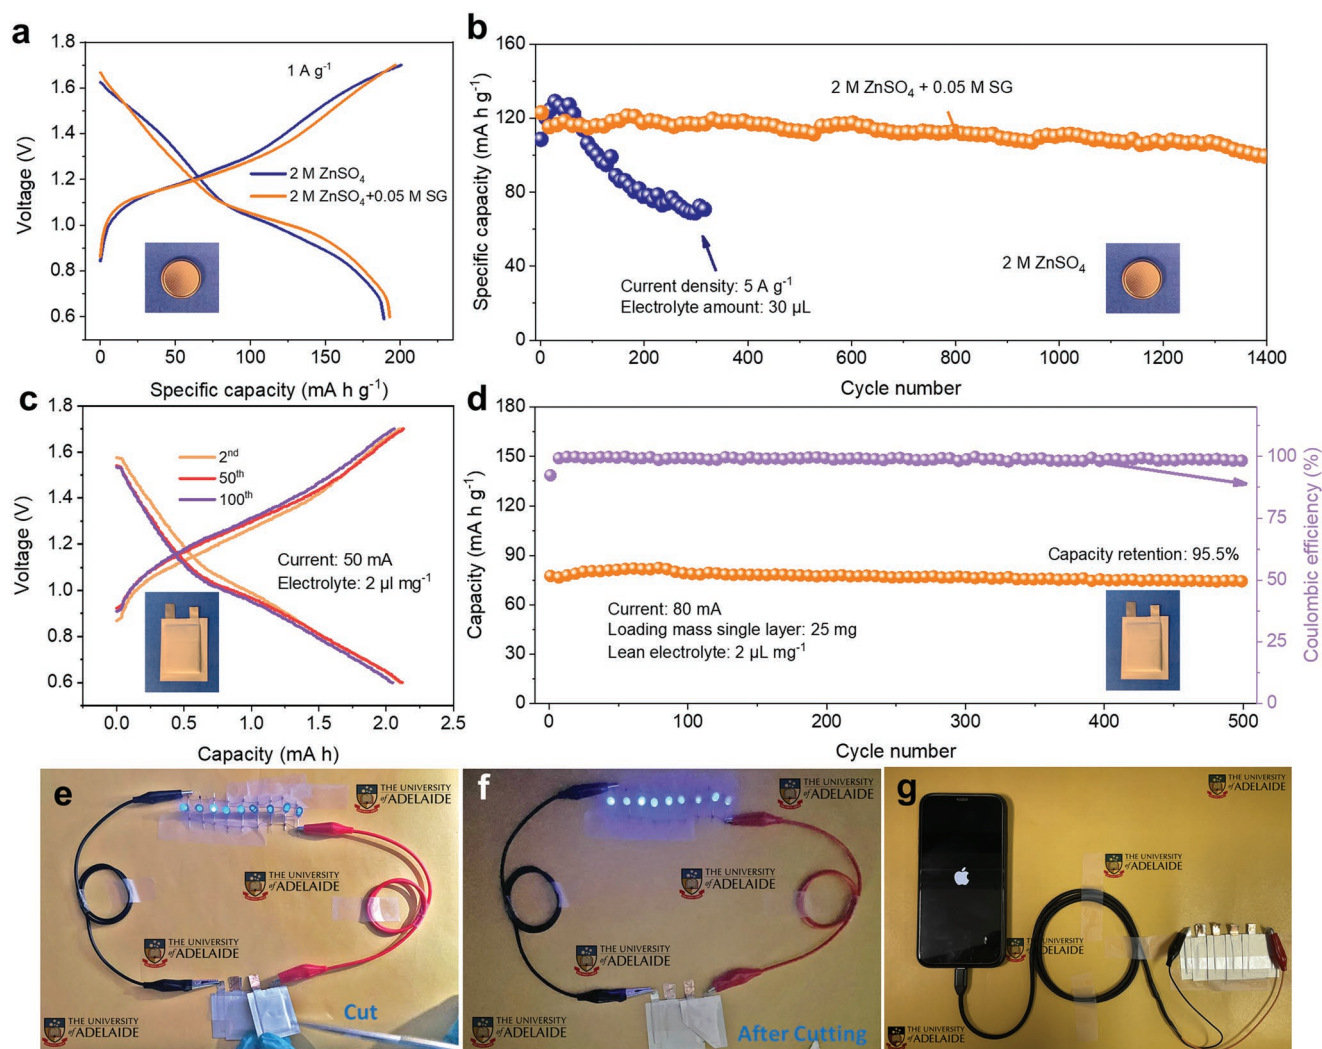 a
1.8
1.6
1.4
1.2
1.0
0.8
0.6
Voltage (V)
1 A g⁻¹
2 M ZnSO₄
2 M ZnSO₄+0.05 M SG
0 50 100 150 200
Specific capacity (mA h g⁻¹)
b
160
120
80
40
0
Specific capacity (mA h g⁻¹)
2 M ZnSO₄ + 0.05 M SG
Current density: 5 A g⁻¹
Electrolyte amount: 30 µL
2 M ZnSO₄
0 200 400 600 800 1000 1200 1400
Cycle number
c
1.8
1.6
1.4
1.2
1.0
0.8
0.6
Voltage (V)
2ⁿᵈ
50ᵗʰ
100ᵗʰ
Current: 50 mA
Electrolyte: 2 µl mg⁻¹
0.0 0.5 1.0 1.5 2.0 2.5
Capacity (mA h)
d
180
150
120
90
75
30
0
Capacity (mA h g⁻¹)
Capacity retention: 95.5%
Current: 80 mA
Loading mass single layer: 25 mg
Lean electrolyte: 2 µL mg⁻¹
100
75
50
25
0
Coulombic efficiency (%)
0 100 200 300 400 500
Cycle number
e
THE UNIVERSITY
of ADELAIDE
THE UNIVERSITY
of ADELAIDE
THE UNIVERSITY
of ADELAIDE
THE UNIVERSITY
of ADELAIDE
Cut
f
THE UNIVERSITY
of ADELAIDE
THE UNIVERSITY
of ADELAIDE
THE UNIVERSITY
of ADELAIDE
THE UNIVERSITY
of ADELAIDE
After Cutting
g
THE UNIVERSITY
of ADELAIDE
THE UNIVERSITY
of ADELAIDE
THE UNIVERSITY
of ADELAIDE
THE UNIVERSITY
of ADELAIDE